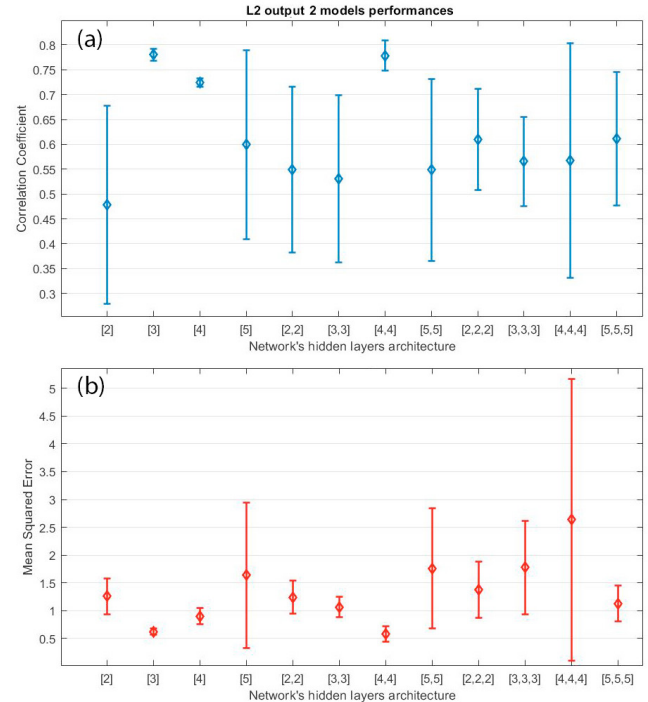 L2 output 2 models performances
(a)
0.8
0.75
0.7
0.65
0.6
0.55
0.5
0.45
0.4
0.35
0.3
Correlation Coefficient
[2] [3] [4] [5] [2,2] [3,3] [4,4] [5,5] [2,2,2] [3,3,3] [4,4,4] [5,5,5]
Network's hidden layers architecture
(b)
5
4.5
4
3.5
3
2.5
2
1.5
1
0.5
Mean Squared Error
[2] [3] [4] [5] [2,2] [3,3] [4,4] [5,5] [2,2,2] [3,3,3] [4,4,4] [5,5,5]
Network's hidden layers architecture